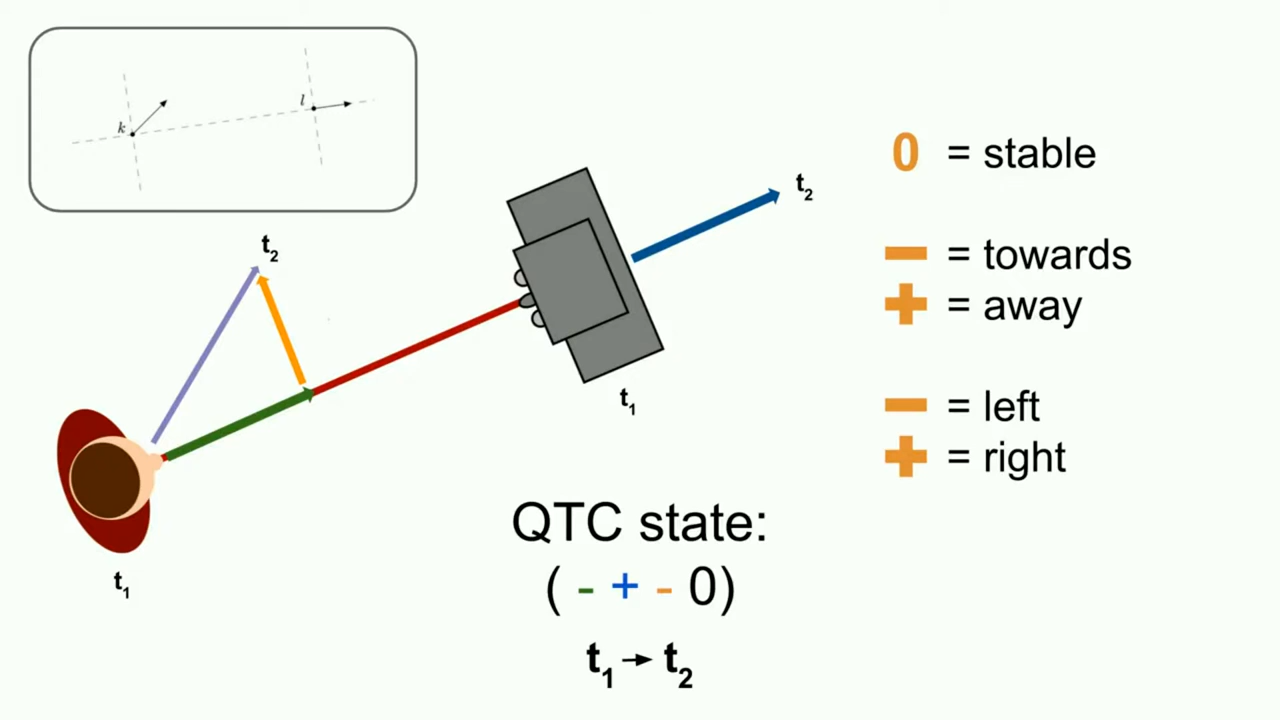 k
l
t₂
t₂
t₁
t₁
0 = stable
− = towards
+ = away
− = left
+ = right
QTC state:
( - + - 0)
t₁ → t₂